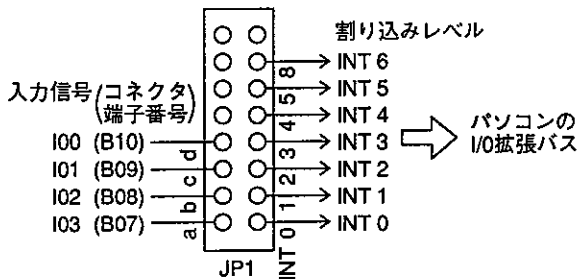 割り込みレベル
8 INT 6
入力信号(コネクタ端子番号)
5 INT 5
4 INT 4
I00 (B10) d 3 INT 3
パソコンのI/O拡張バス
I01 (B09) c 2 INT 2
I02 (B08) b 1 INT 1
I03 (B07) a INT 0 INT 0
JP1